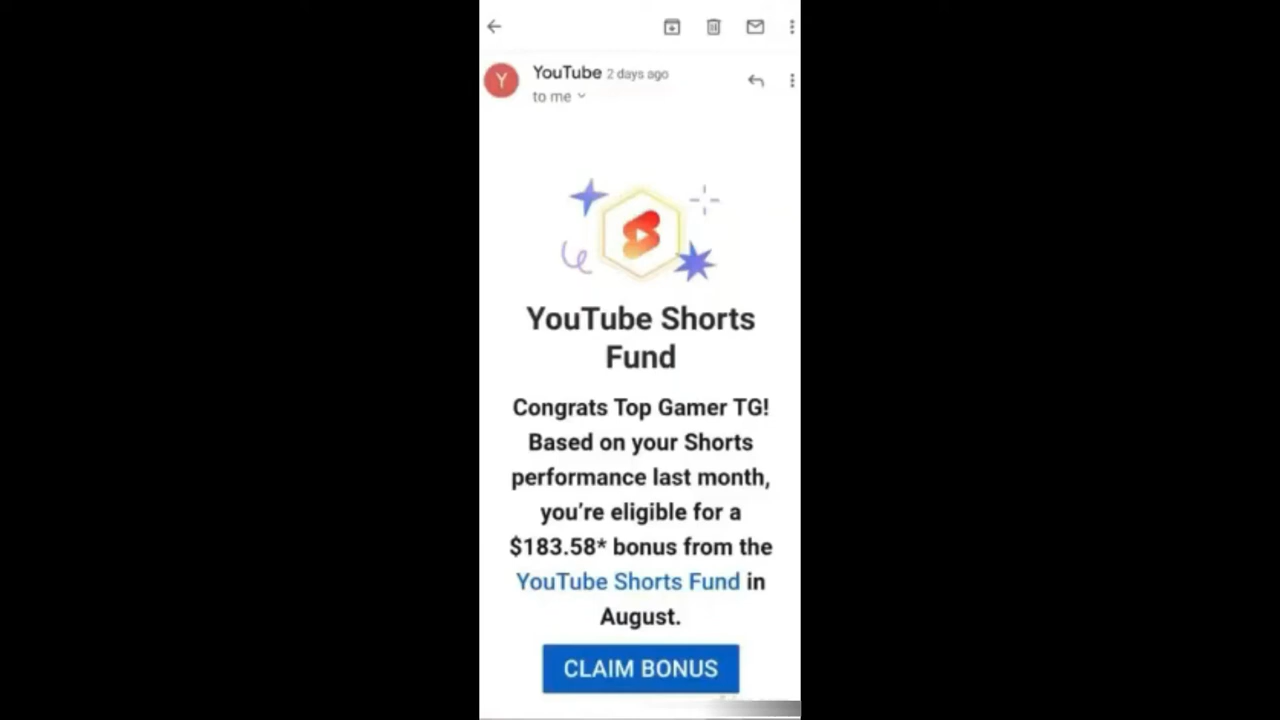 YouTube 2 days ago
to me
Y
YouTube Shorts
Fund
Congrats Top Gamer TG!
Based on your Shorts
performance last month,
you’re eligible for a
$183.58* bonus from the
YouTube Shorts Fund in
August.
CLAIM BONUS